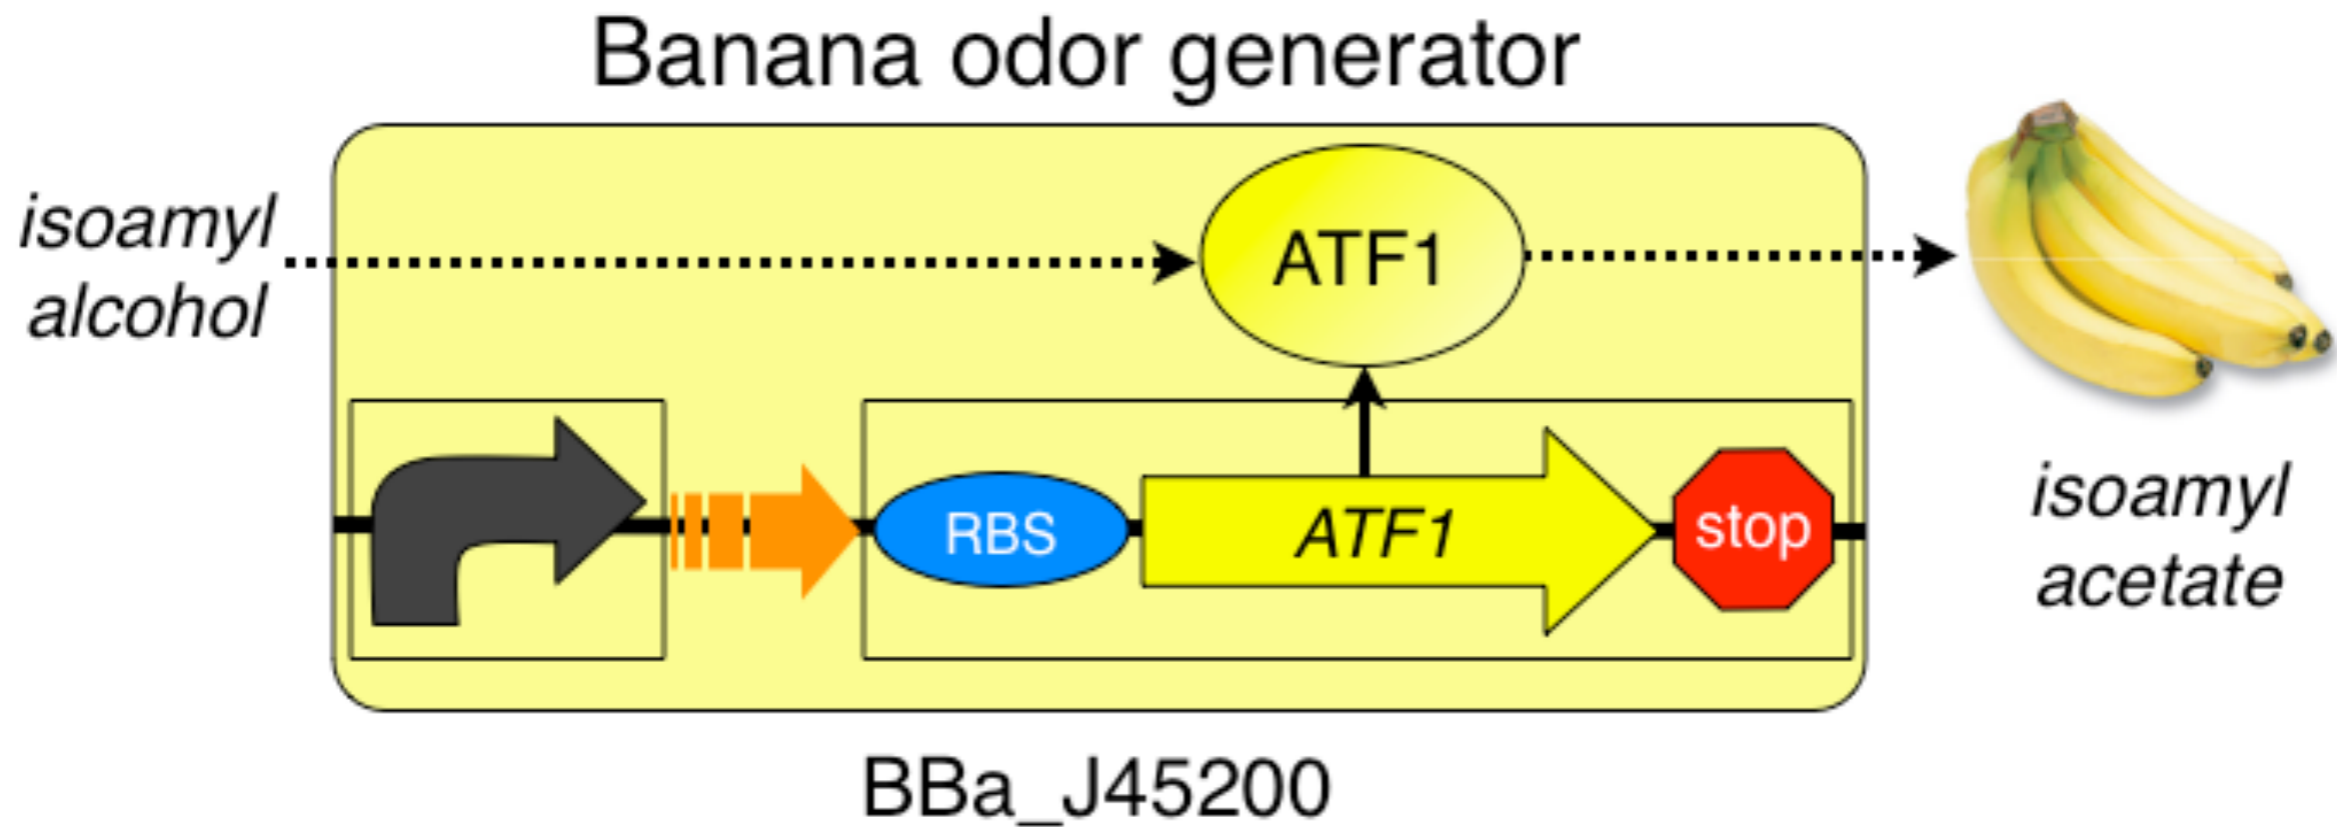 Banana odor generator
isoamyl
alcohol
ATF1
RBS
ATF1
stop
isoamyl
acetate
BBa_J45200